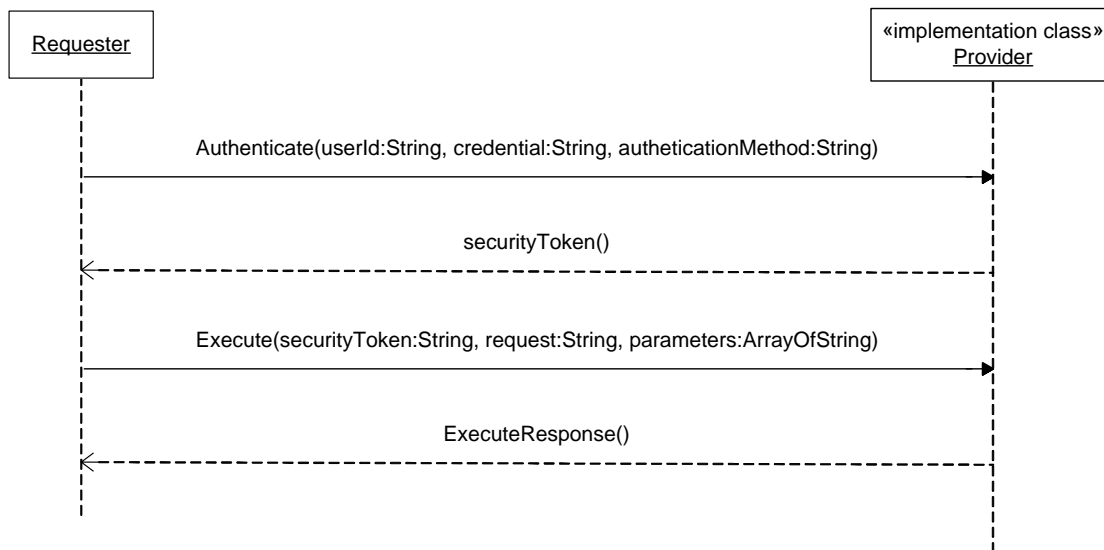 Requester
«implementation class»
Provider
Authenticate(userId:String, credential:String, autheticationMethod:String)
securityToken()
Execute(securityToken:String, request:String, parameters:ArrayOfString)
ExecuteResponse()